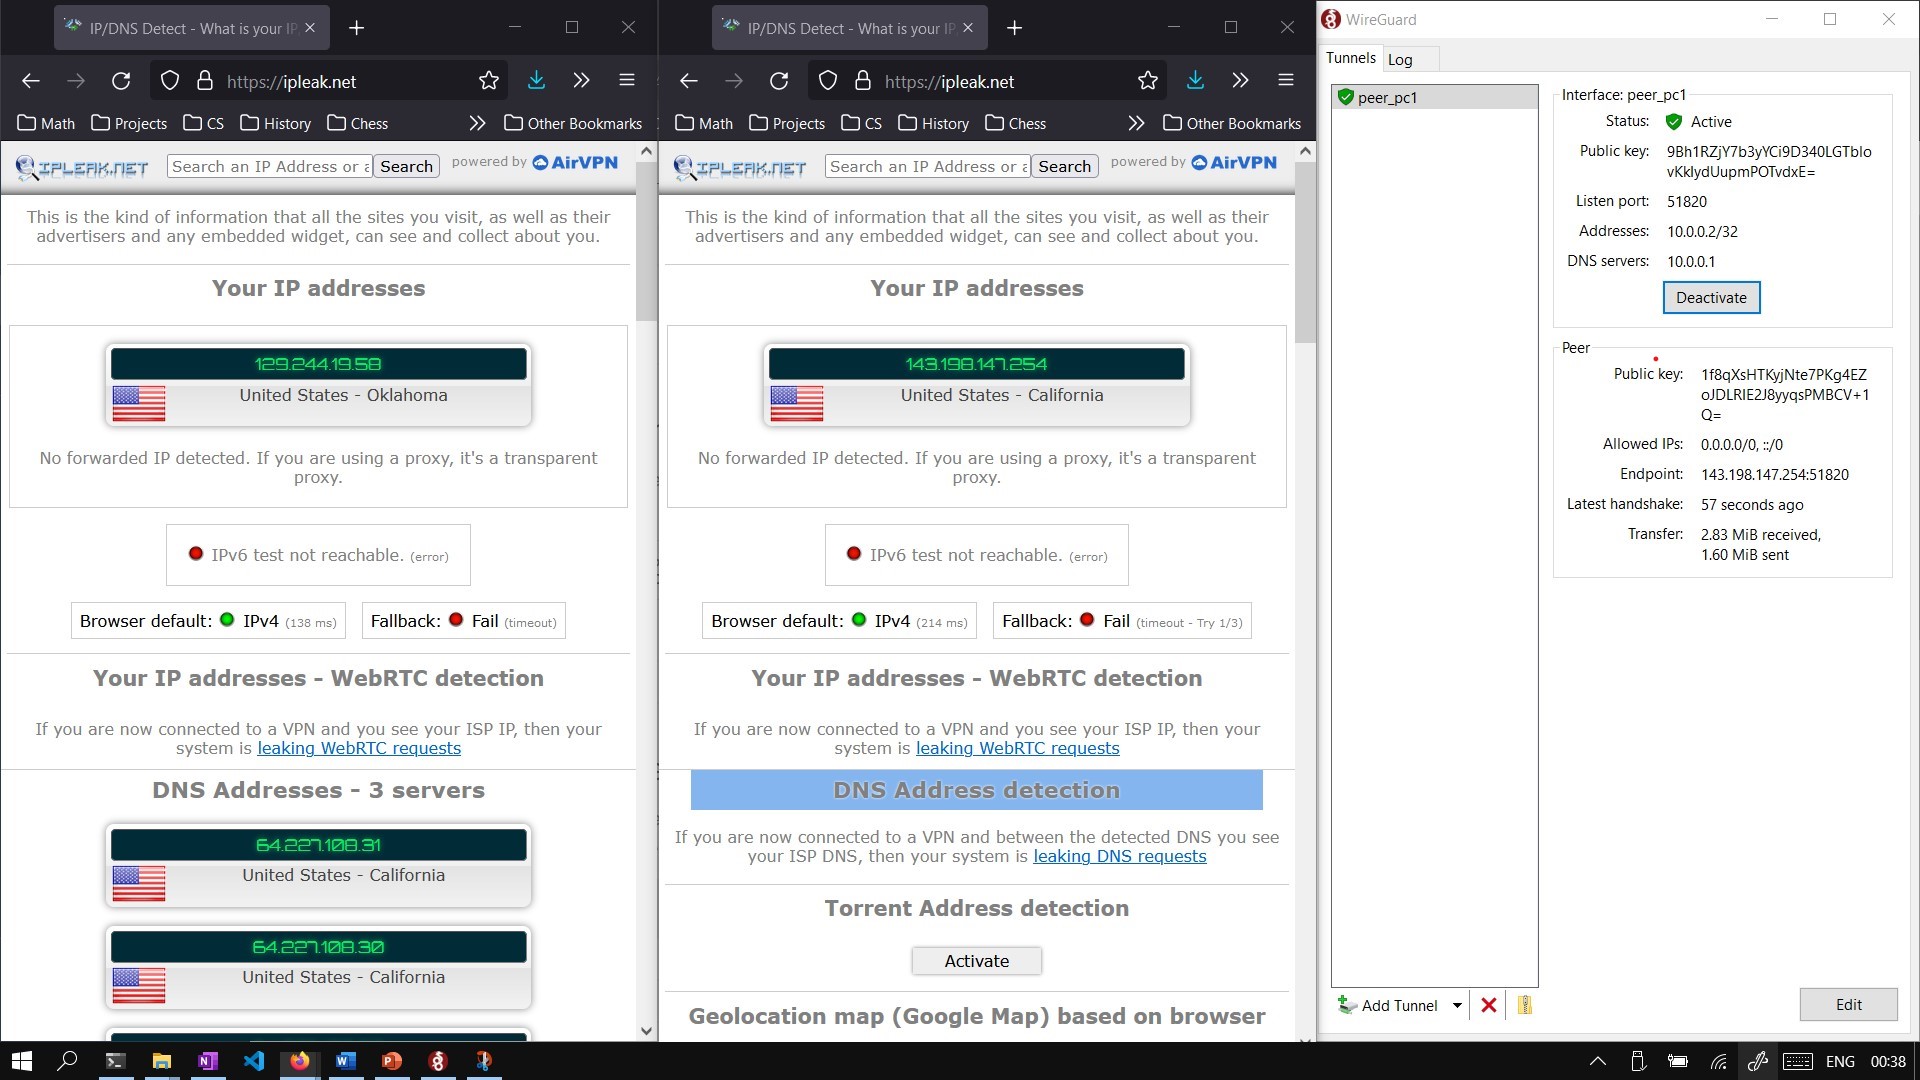 IP/DNS Detect - What is your IP,
https://ipleak.net
Math
Projects
CS
History
Chess
Other Bookmarks
IPLEAK.NET
Search an IP Address or a
Search
powered by AirVPN
This is the kind of information that all the sites you visit, as well as their
advertisers and any embedded widget, can see and collect about you.
Your IP addresses
129.244.19.58
United States - Oklahoma
No forwarded IP detected. If you are using a proxy, it's a transparent
proxy.
IPv6 test not reachable. (error)
Browser default: IPv4 (138 ms)
Fallback: Fail (timeout)
Your IP addresses - WebRTC detection
If you are now connected to a VPN and you see your ISP IP, then your
system is leaking WebRTC requests
DNS Addresses - 3 servers
64.227.108.31
United States - California
64.227.108.30
United States - California
IP/DNS Detect - What is your IP,
https://ipleak.net
Math
Projects
CS
History
Chess
Other Bookmarks
IPLEAK.NET
Search an IP Address or a
Search
powered by AirVPN
This is the kind of information that all the sites you visit, as well as their
advertisers and any embedded widget, can see and collect about you.
Your IP addresses
143.198.147.254
United States - California
No forwarded IP detected. If you are using a proxy, it's a transparent
proxy.
IPv6 test not reachable. (error)
Browser default: IPv4 (214 ms)
Fallback: Fail (timeout - Try 1/3)
Your IP addresses - WebRTC detection
If you are now connected to a VPN and you see your ISP IP, then your
system is leaking WebRTC requests
DNS Address detection
If you are now connected to a VPN and between the detected DNS you see
your ISP DNS, then your system is leaking DNS requests
Torrent Address detection
Activate
Geolocation map (Google Map) based on browser
WireGuard
Tunnels
Log
peer_pc1
Interface: peer_pc1
Status: Active
Public key: 9Bh1RZjY7b3yYCi9D340LGTblo
vKklydUupmPOTvdxE=
Listen port: 51820
Addresses: 10.0.0.2/32
DNS servers: 10.0.0.1
Deactivate
Peer
Public key: 1f8qXsHTKyjNte7PKg4EZ
oJDLRIE2J8yyqsPMBCV+1
Q=
Allowed IPs: 0.0.0.0/0, ::/0
Endpoint: 143.198.147.254:51820
Latest handshake: 57 seconds ago
Transfer: 2.83 MiB received,
1.60 MiB sent
Add Tunnel
Edit
ENG
00:38